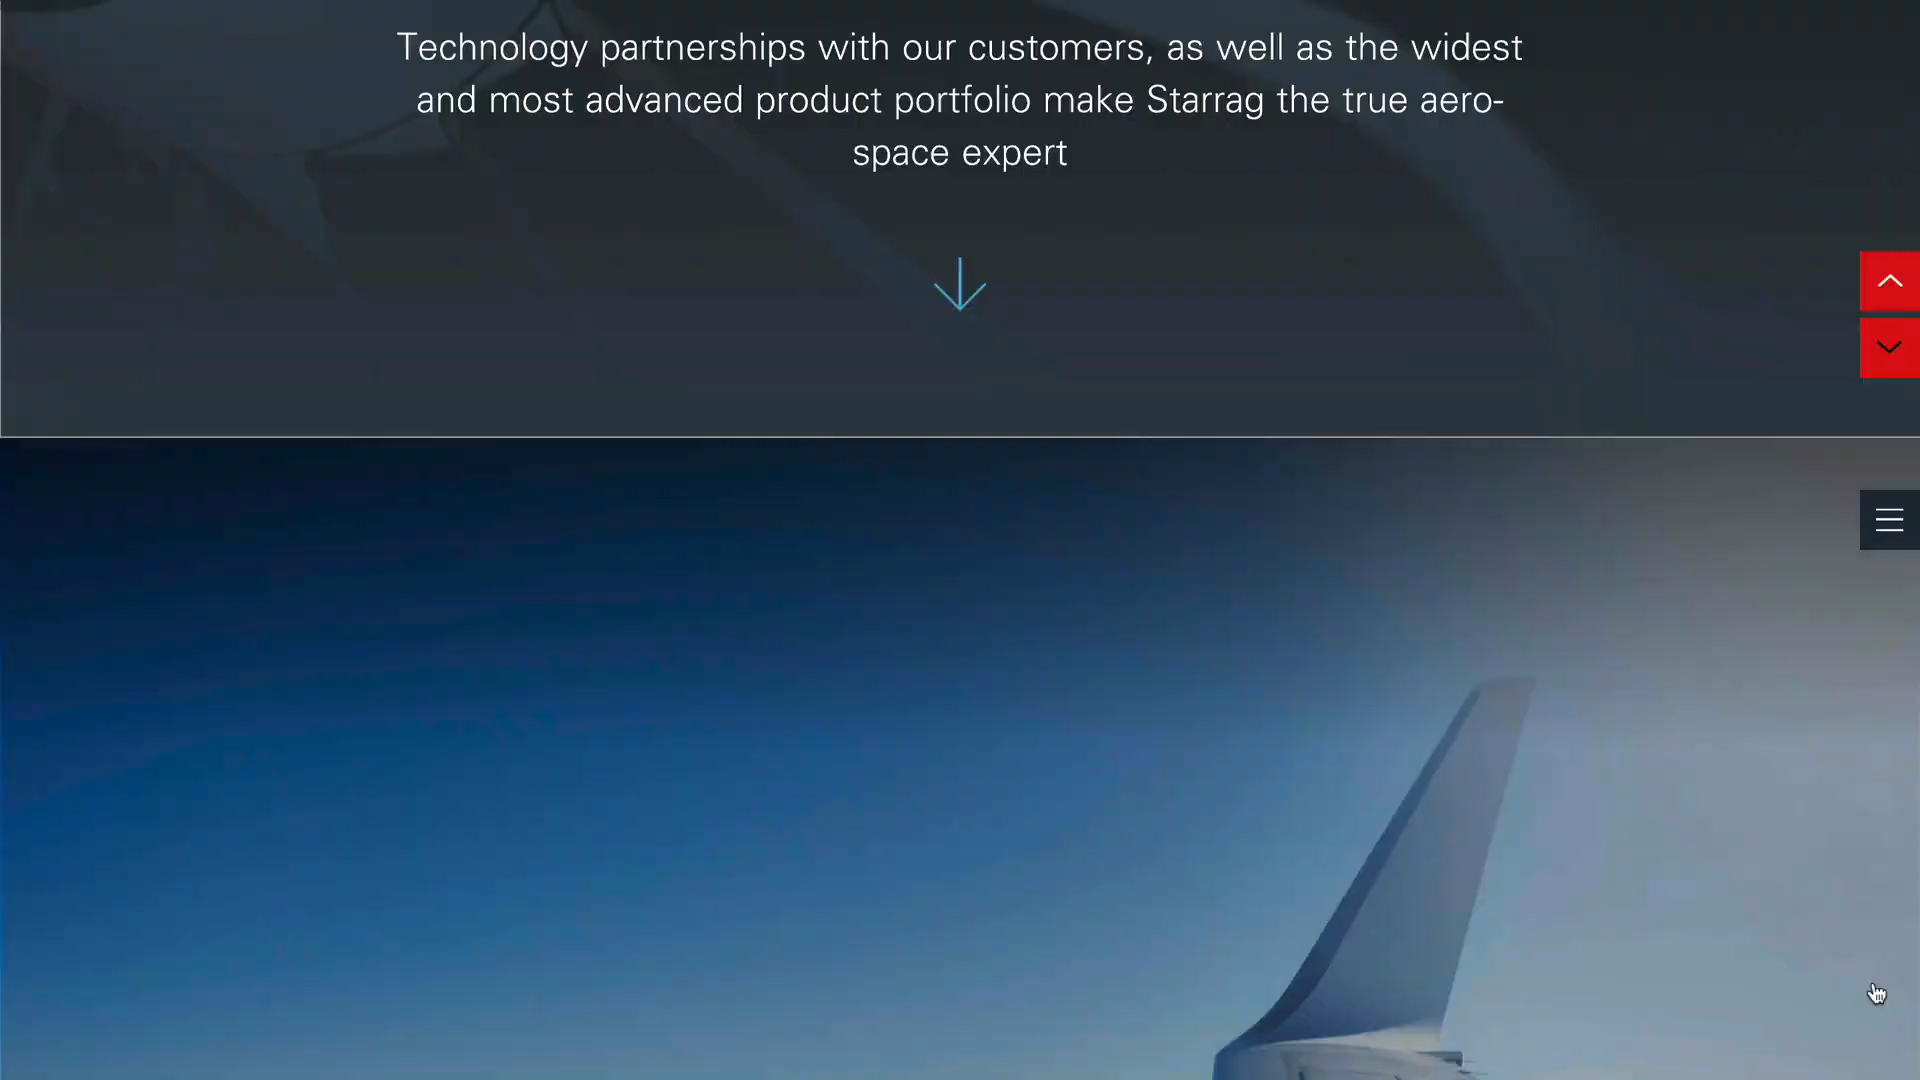 Technology partnerships with our customers, as well as the widest
and most advanced product portfolio make Starrag the true aero-
space expert